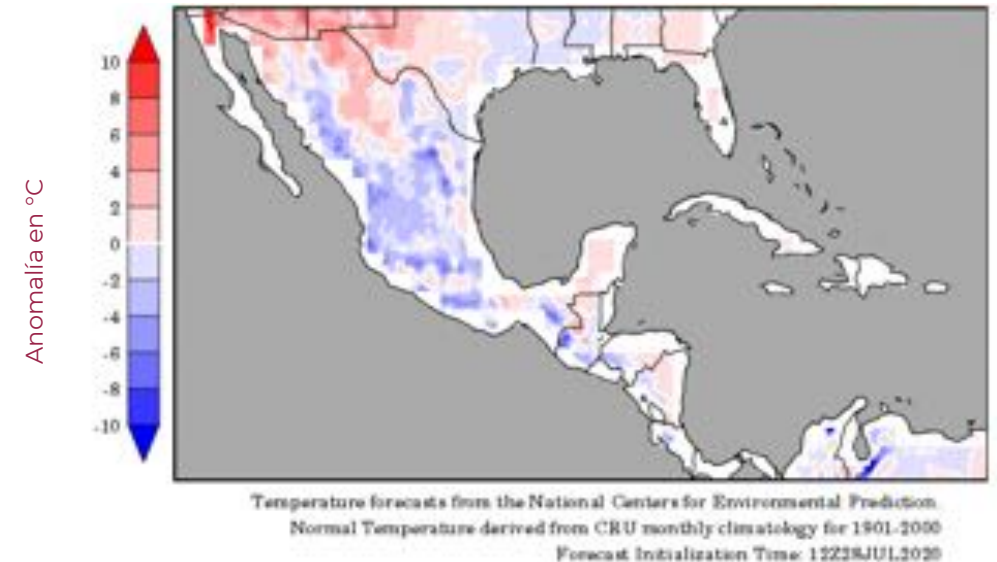 Anomalía en °C
10
8
6
4
2
0
-2
-4
-6
-8
-10
Temperature forecasts from the National Centers for Environmental Prediction.
Normal Temperature derived from CRU monthly climatology for 1901-2000
Forecast Initialization Time: 12Z28JUL2020